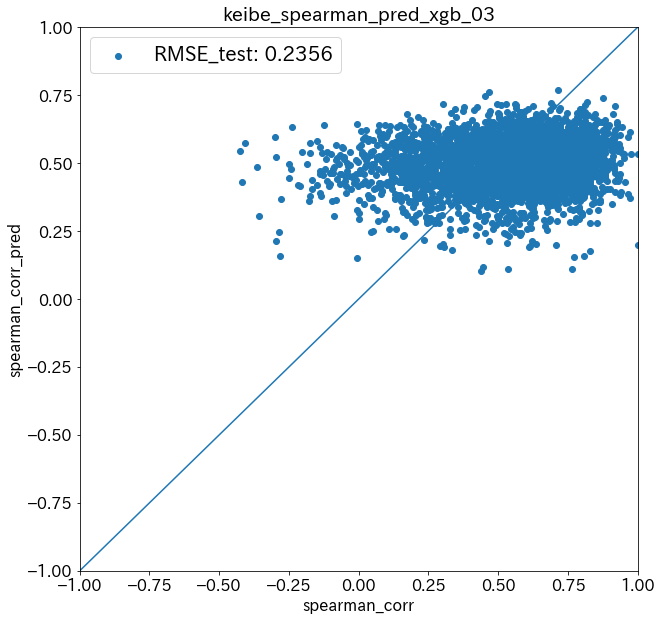 keibe_spearman_pred_xgb_03
RMSE_test: 0.2356
1.00
0.75
0.50
0.25
0.00
−0.25
−0.50
−0.75
−1.00
spearman_corr_pred
−1.00 −0.75 −0.50 −0.25 0.00 0.25 0.50 0.75 1.00
spearman_corr